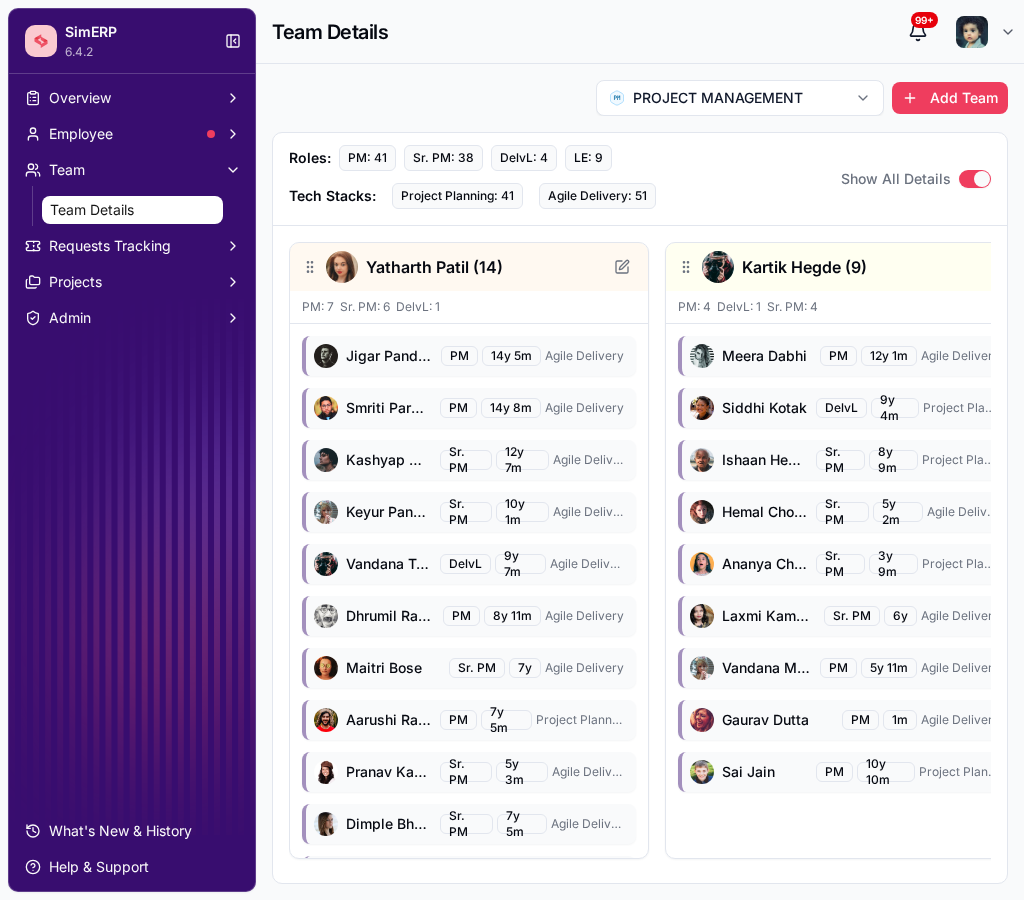 SimERP
6.4.2
Overview
Employee
Team
Team Details
Requests Tracking
Projects
Admin
What's New & History
Help & Support
Team Details
99+
PROJECT MANAGEMENT
Add Team
Roles: PM: 41 Sr. PM: 38 DelvL: 4 LE: 9
Tech Stacks: Project Planning: 41 Agile Delivery: 51
Show All Details
Yatharth Patil (14)
PM: 7 Sr. PM: 6 DelvL: 1
Jigar Pand... PM 14y 5m Agile Delivery
Smriti Par... PM 14y 8m Agile Delivery
Kashyap ... Sr. PM 12y 7m Agile Deliv...
Keyur Pan... Sr. PM 10y 1m Agile Deliv...
Vandana T... DelvL 9y 7m Agile Deliv...
Dhrumil Ra... PM 8y 11m Agile Delivery
Maitri Bose Sr. PM 7y Agile Delivery
Aarushi Ra... PM 7y 5m Project Plann...
Pranav Ka... Sr. PM 5y 3m Agile Deliv...
Dimple Bh... Sr. PM 7y 5m Agile Deliv...
Kartik Hegde (9)
PM: 4 DelvL: 1 Sr. PM: 4
Meera Dabhi PM 12y 1m Agile Deliver
Siddhi Kotak DelvL 9y 4m Project Pla...
Ishaan He... Sr. PM 8y 9m Project Pla...
Hemal Cho... Sr. PM 5y 2m Agile Deliv...
Ananya Ch... Sr. PM 3y 9m Project Pla...
Laxmi Kam... Sr. PM 6y Agile Deliver
Vandana M... PM 5y 11m Agile Deliver
Gaurav Dutta PM 1m Agile Deliver
Sai Jain PM 10y 10m Project Plan...